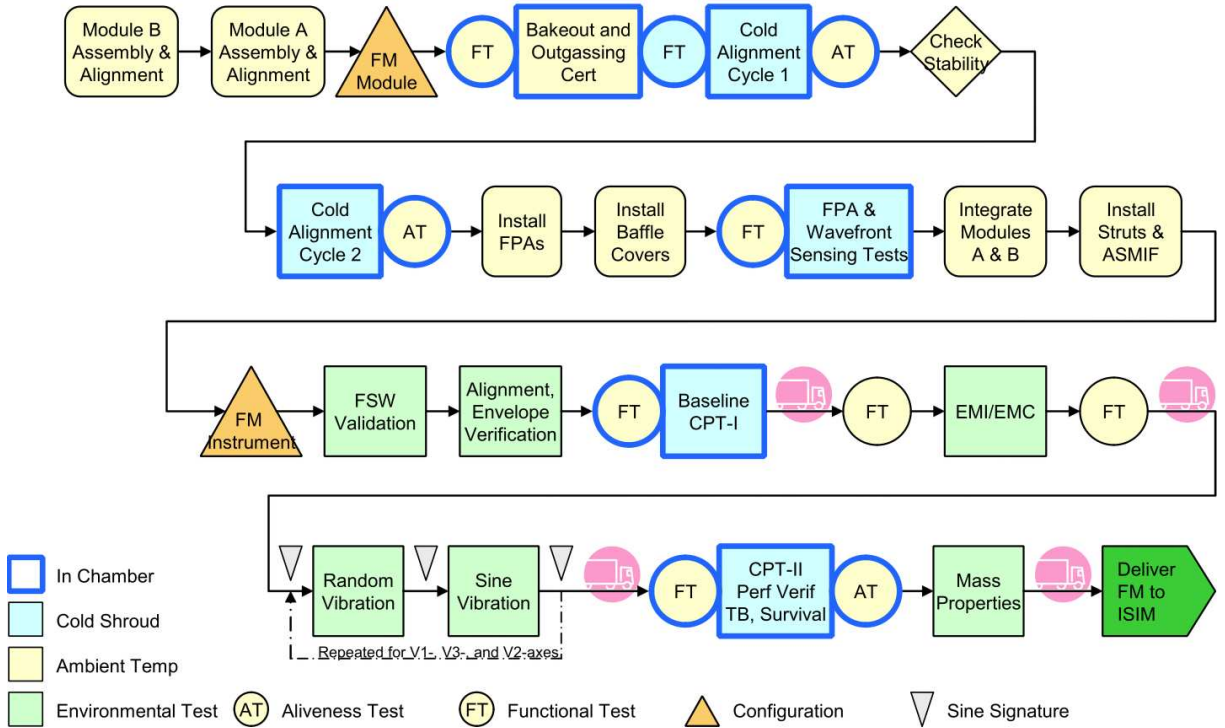 Module B
Assembly &
Alignment
Module A
Assembly &
Alignment
FM
Module
FT
Bakeout and
Outgassing
Cert
FT
Cold
Alignment
Cycle 1
AT
Check
Stability
Cold
Alignment
Cycle 2
AT
Install
FPAs
Install
Baffle
Covers
FT
FPA &
Wavefront
Sensing Tests
Integrate
Modules
A & B
Install
Struts &
ASMIF
FM
Instrument
FSW
Validation
Alignment,
Envelope
Verification
FT
Baseline
CPT-I
FT
EMI/EMC
FT
Random
Vibration
Sine
Vibration
Repeated for V1-, V3-, and V2-axes
FT
CPT-II
Perf Verif
TB, Survival
AT
Mass
Properties
Deliver
FM to
ISIM
In Chamber
Cold Shroud
Ambient Temp
Environmental Test
AT Aliveness Test
FT Functional Test
Configuration
Sine Signature